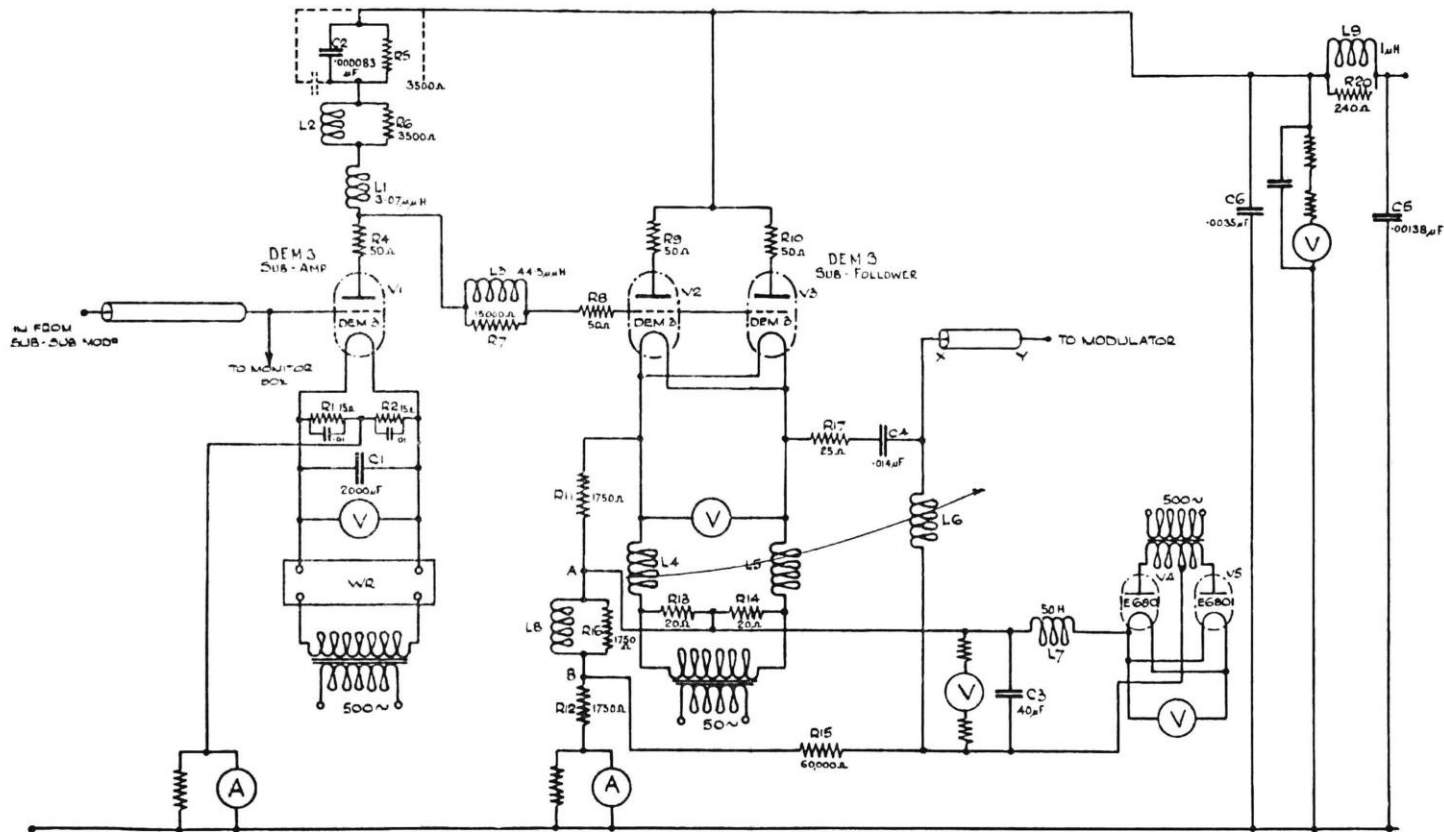 C2
.000083
µF
R5
3500Ω
L2
R6
3500Ω
L1
3.07µµH
R4
50Ω
DEM 3
SUB-AMP
V1
DEM 3
IN FROM
SUB-SUB MODR
TO MONITOR
BOX
R1 15Ω
R2 15Ω
.01
.01
C1
2000µF
V
WR
500~
A
L3 44.5µµH
15000Ω
R7
R8
50Ω
R9
50Ω
R10
50Ω
DEM 3
SUB-FOLLOWER
V2
V3
DEM 3
DEM 3
X
Y
TO MODULATOR
R17
25Ω
C4
.014µF
R11
1750Ω
V
L6
L4
L5
A
R13
20Ω
R14
20Ω
L8
R16
1750
Ω
B
R12
1750Ω
50~
R15
60,000Ω
A
V
C3
40µF
50H
L7
500~
V4
V5
E6801
E6801
V
L9
1µH
R20
240Ω
C6
.0035µF
V
C5
.00138µF